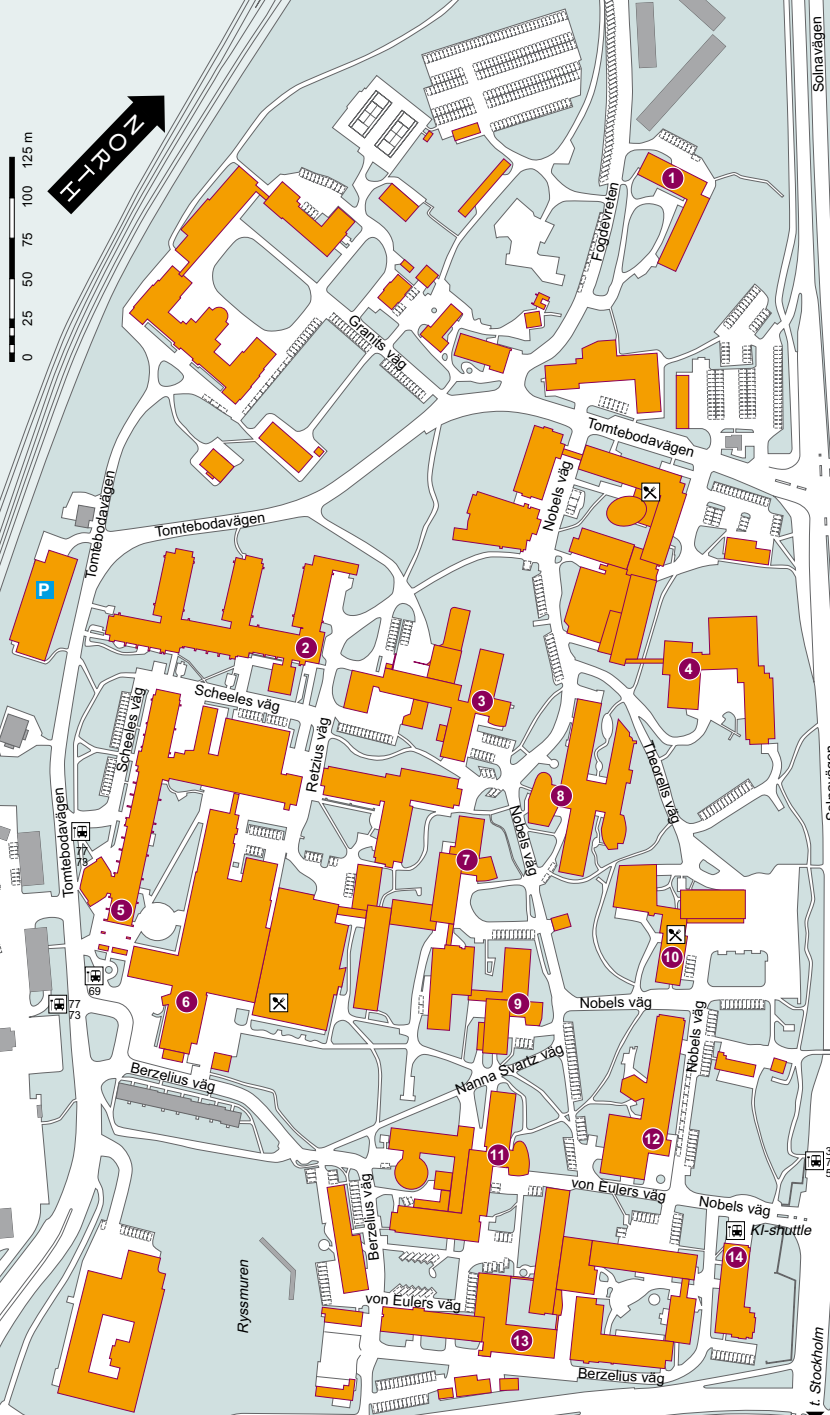 Solnavägen
NORTH
125 m
100
75
50
25
0
1
Fogdevreten
Granits väg
Tomtebodavägen
Nobels väg
Tomtebodavägen
Tomtebodavägen
P
2
3
4
Scheeles väg
Scheeles väg
Retzius väg
Theorells väg
Solnavägen
Tomtebodavägen
8
Nobels väg
77
73
7
5
10
69
6
9
77
73
Nobels väg
Nobels väg
Nanna Svartz väg
Berzelius väg
12
11
von Eulers väg
Nobels väg
Berzelius väg
KI-shuttle
14
Ryssmuren
von Eulers väg
13
Berzelius väg
t. Stockholm